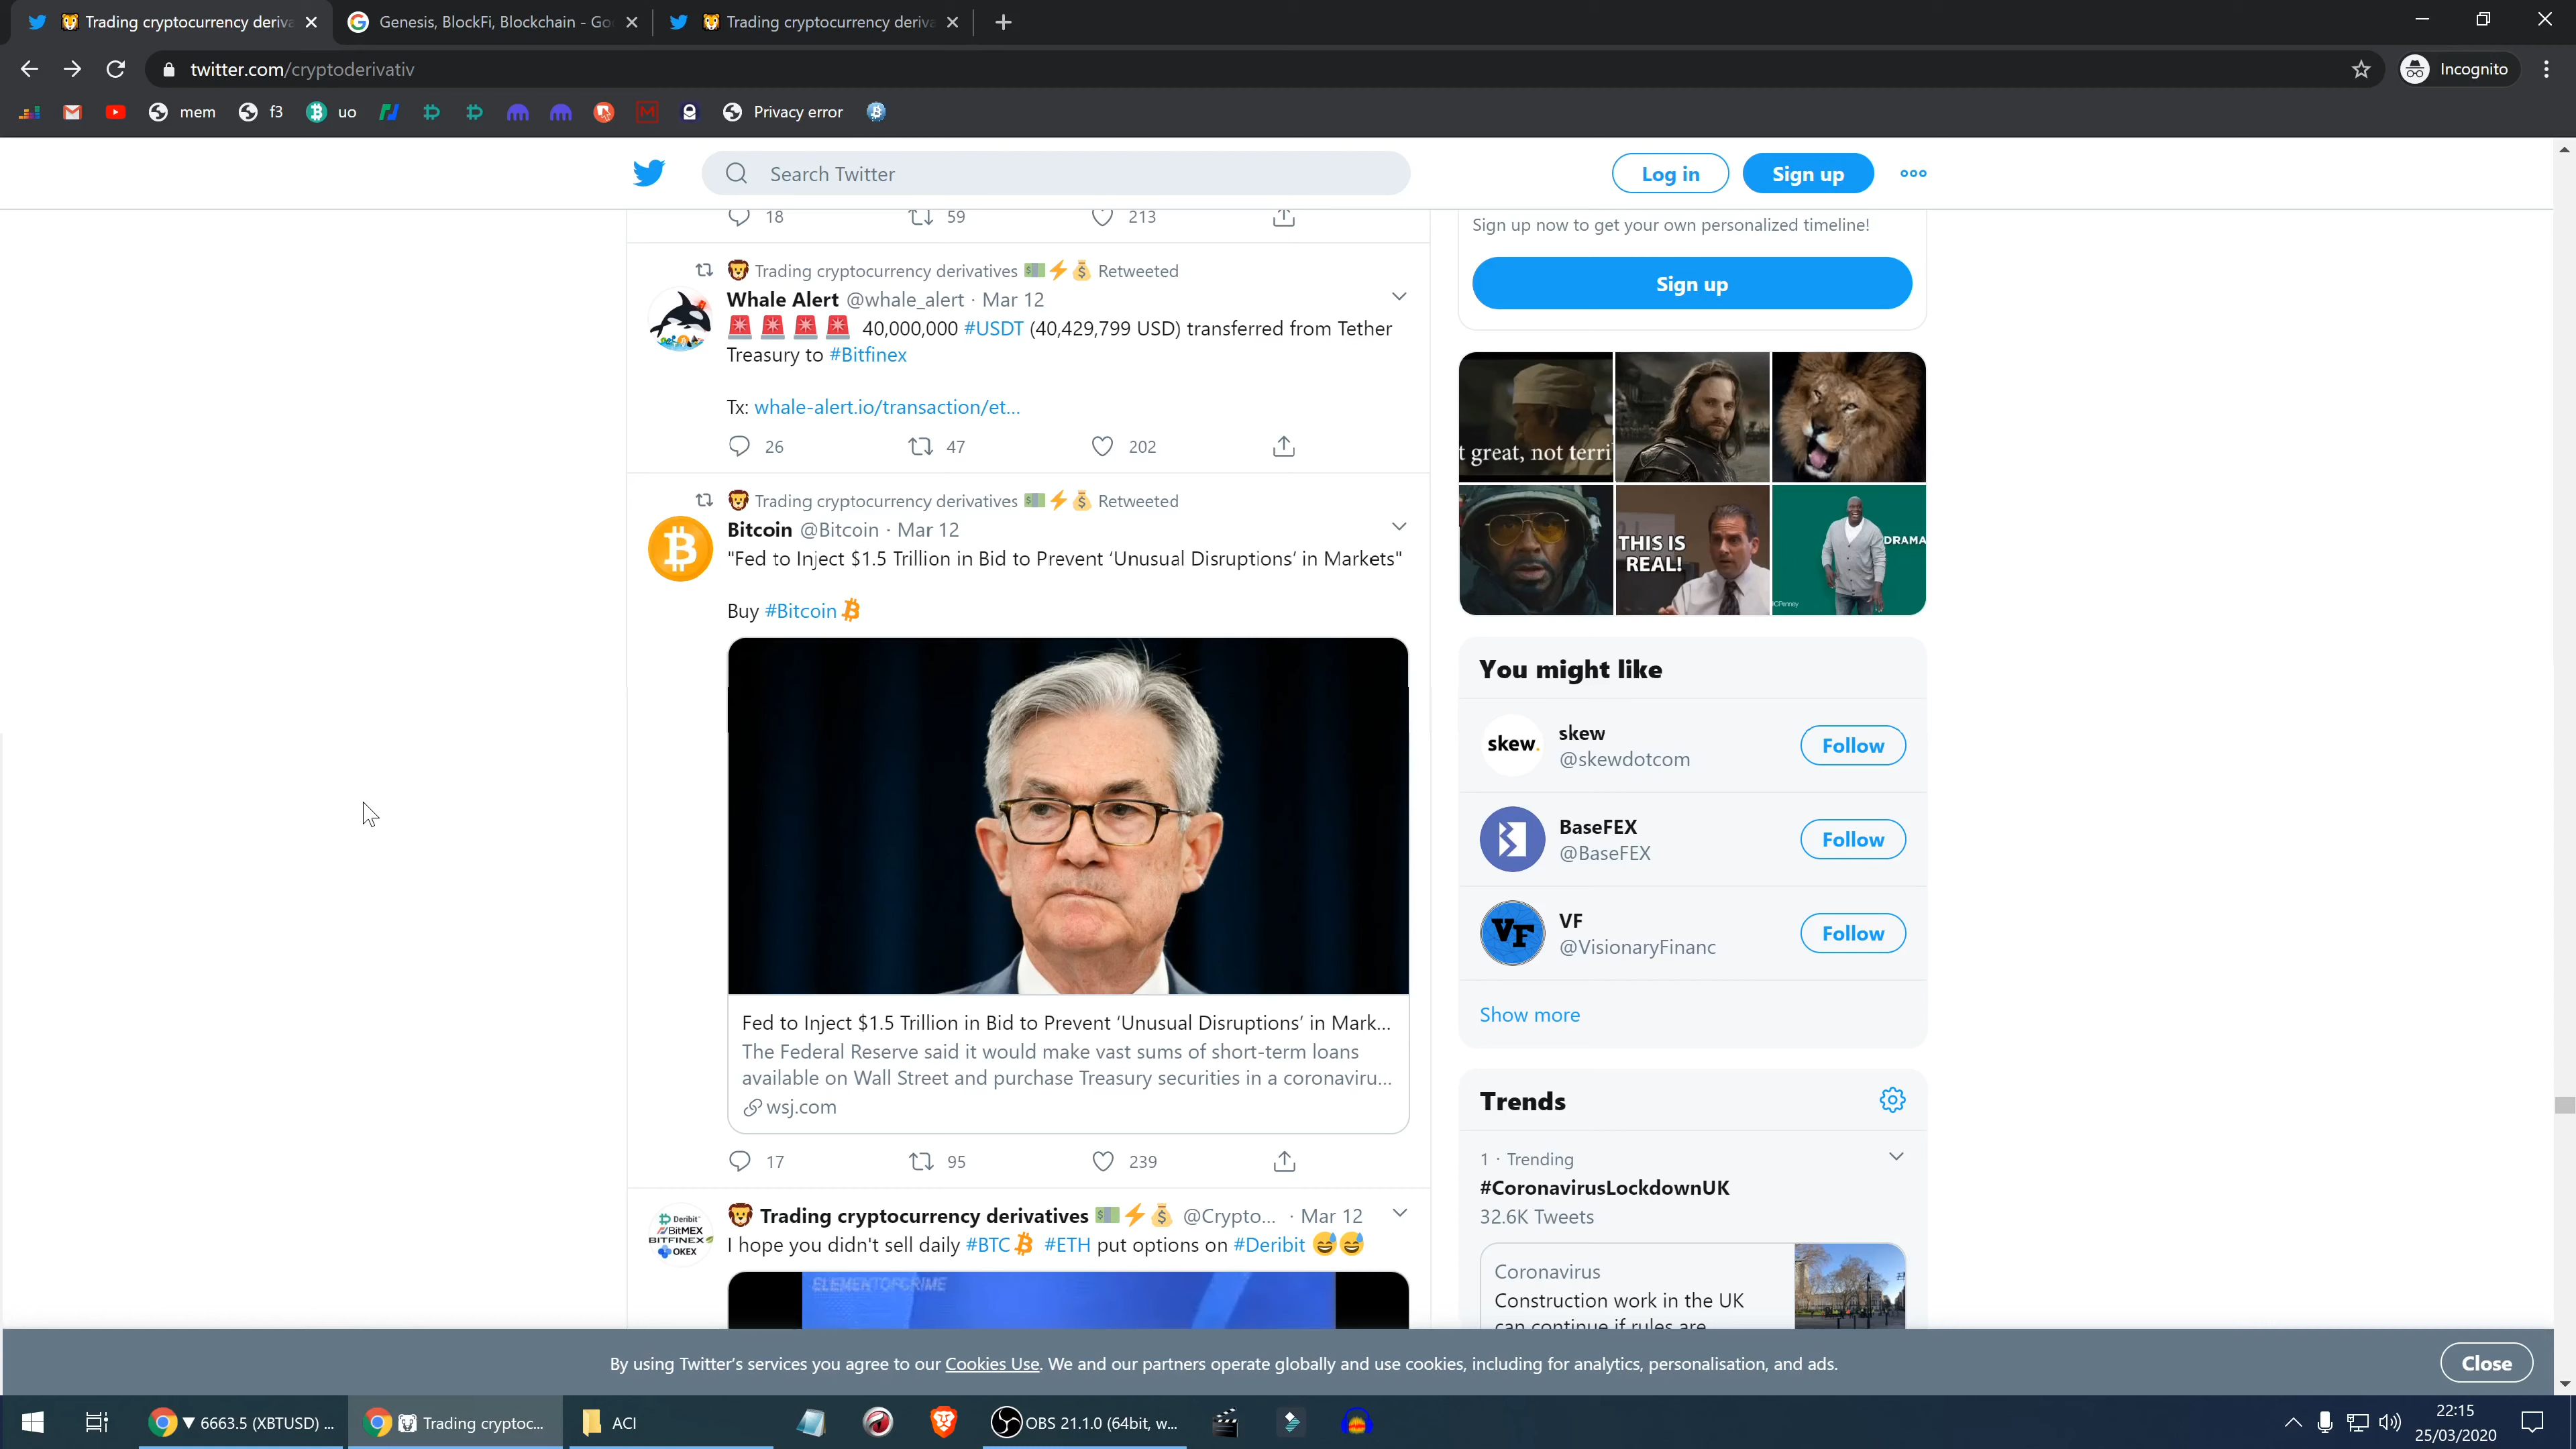 Trading cryptocurrency deriva
Genesis, BlockFi, Blockchain - Go
Trading cryptocurrency deriva
twitter.com/cryptoderivativ
Incognito
mem
f3
uo
Privacy error
Search Twitter
Log in
Sign up
18 59 213
Sign up now to get your own personalized timeline!
Sign up
Trading cryptocurrency derivatives Retweeted
Whale Alert @whale_alert · Mar 12
40,000,000 #USDT (40,429,799 USD) transferred from Tether
Treasury to #Bitfinex
Tx: whale-alert.io/transaction/et...
26 47 202
Trading cryptocurrency derivatives Retweeted
Bitcoin @Bitcoin · Mar 12
"Fed to Inject $1.5 Trillion in Bid to Prevent ‘Unusual Disruptions’ in Markets"
Buy #Bitcoin
Fed to Inject $1.5 Trillion in Bid to Prevent ‘Unusual Disruptions’ in Mark...
The Federal Reserve said it would make vast sums of short-term loans
available on Wall Street and purchase Treasury securities in a coronaviru...
wsj.com
17 95 239
Deribit
BitMEX
BITFINEX
OKEX
Trading cryptocurrency derivatives @Crypto... · Mar 12
I hope you didn't sell daily #BTC #ETH put options on #Deribit
ELEMENTOFCRIME
t great, not terri
THIS IS
REAL!
DRAMA
JCPenney
You might like
skew.
skew
@skewdotcom
Follow
BaseFEX
@BaseFEX
Follow
VF
VF
@VisionaryFinanc
Follow
Show more
Trends
1 · Trending
#CoronavirusLockdownUK
32.6K Tweets
Coronavirus
Construction work in the UK
can continue if rules are
By using Twitter’s services you agree to our Cookies Use. We and our partners operate globally and use cookies, including for analytics, personalisation, and ads.
Close
▼ 6663.5 (XBTUSD) ...
Trading cryptoc...
ACI
OBS 21.1.0 (64bit, w...
22:15
25/03/2020